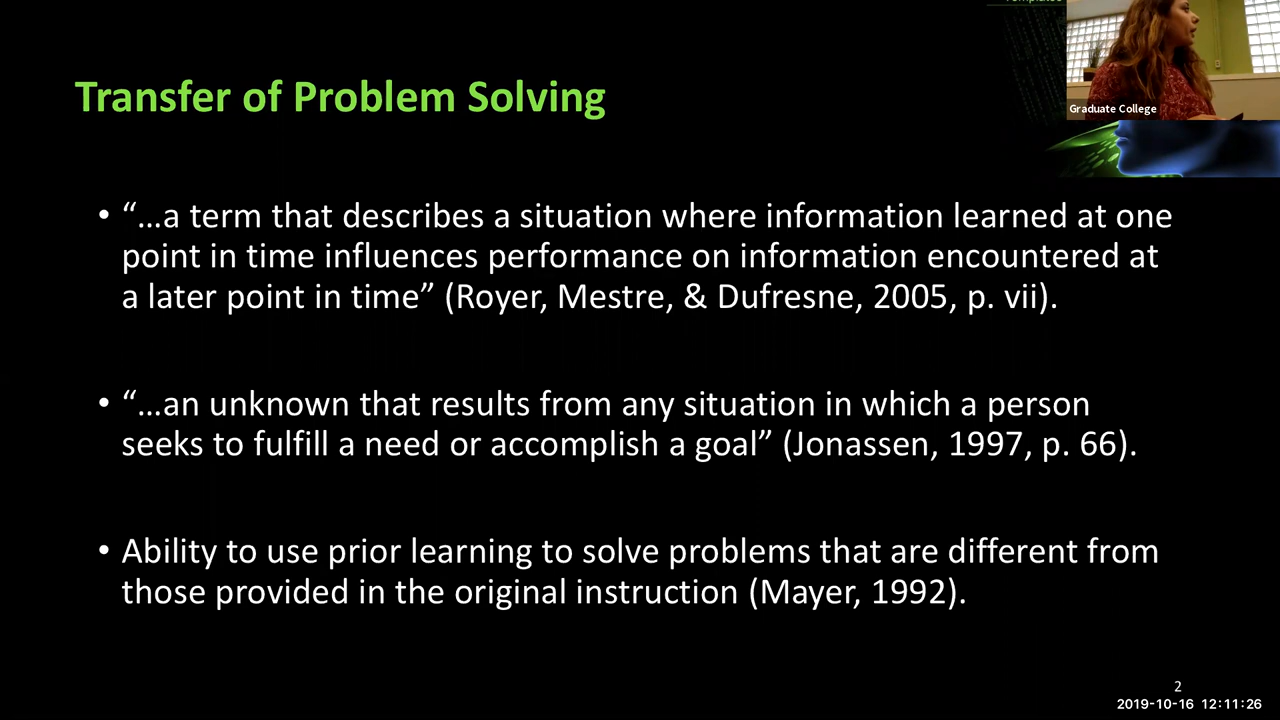 Transfer of Problem Solving
Graduate College
• “…a term that describes a situation where information learned at one
point in time influences performance on information encountered at
a later point in time” (Royer, Mestre, & Dufresne, 2005, p. vii).
• “…an unknown that results from any situation in which a person
seeks to fulfill a need or accomplish a goal” (Jonassen, 1997, p. 66).
• Ability to use prior learning to solve problems that are different from
those provided in the original instruction (Mayer, 1992).
2
2019-10-16 12:11:26